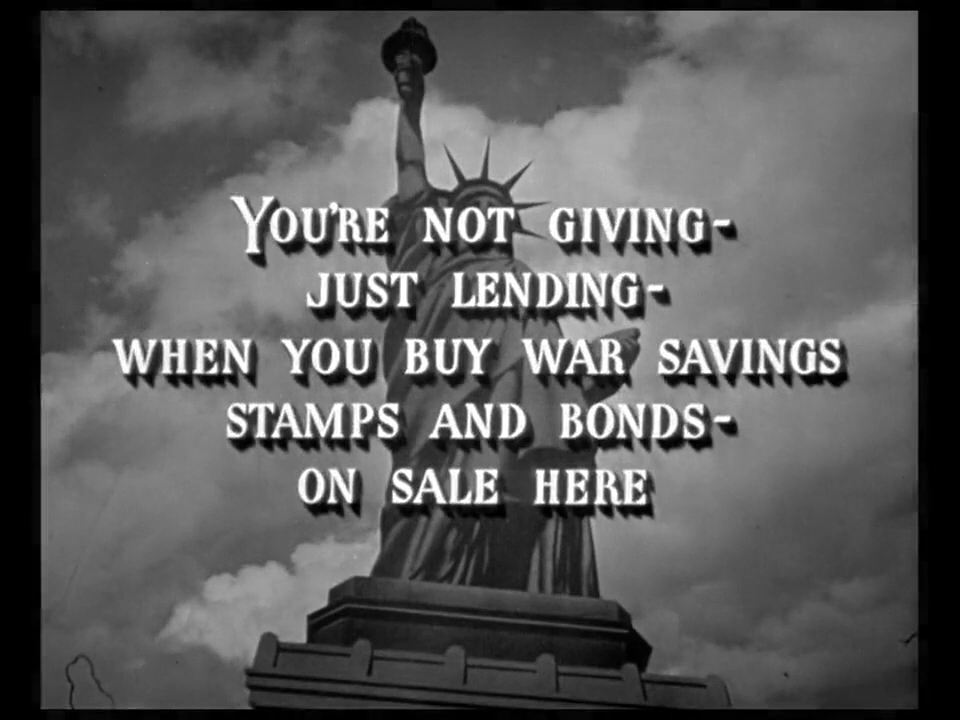 YOU'RE NOT GIVING-
JUST LENDING-
WHEN YOU BUY WAR SAVINGS
STAMPS AND BONDS-
ON SALE HERE